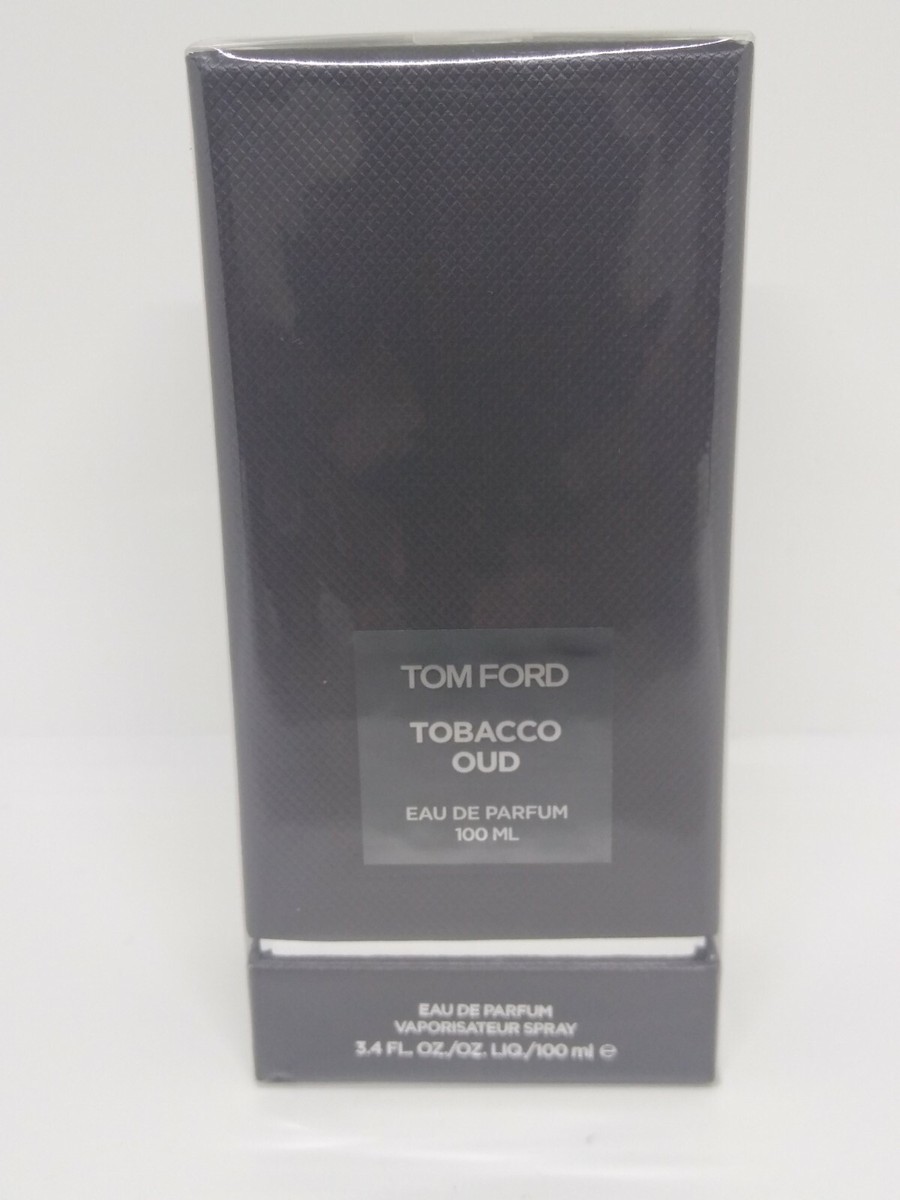 TOM FORD
TOBACCO
OUD
EAU DE PARFUM
100 ML
EAU DE PARFUM
VAPORISATEUR SPRAY
3.4 FL. OZ./OZ. LIQ./100 ml ℮